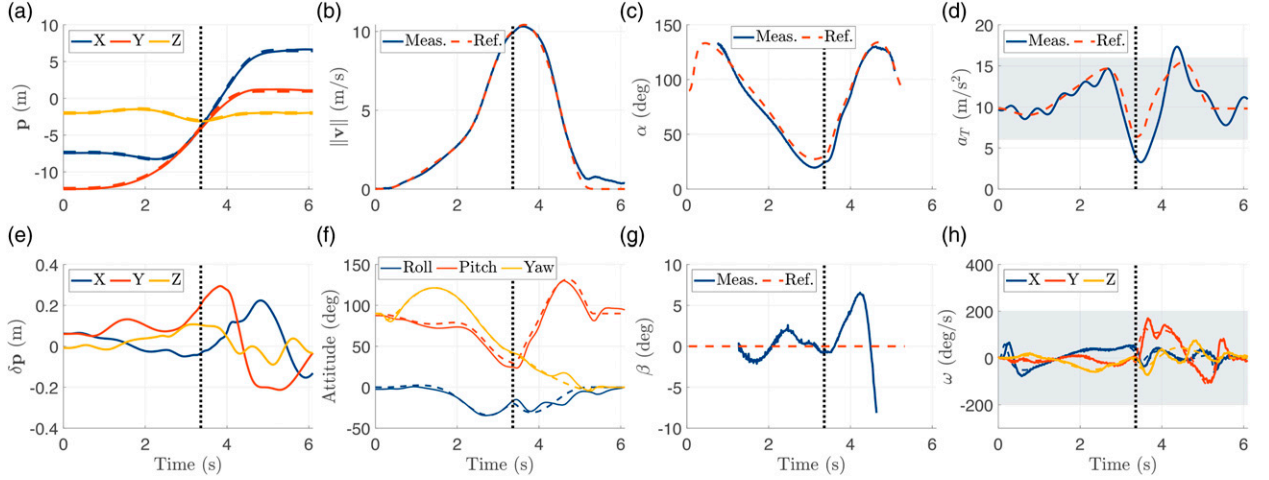 (a)
X Y Z
p (m)
10
5
0
-5
-10
0 2 4 6
(b)
Meas. Ref.
‖v‖ (m/s)
10
5
0
0 2 4 6
(c)
Meas. Ref.
α (deg)
150
100
50
0
0 2 4 6
(d)
Meas. Ref.
a_T (m/s²)
20
15
10
5
0
0 2 4 6
(e)
X Y Z
δp (m)
0.4
0.2
0
-0.2
-0.4
0 2 4 6
Time (s)
(f)
Roll Pitch Yaw
Attitude (deg)
150
100
50
0
-50
0 2 4 6
Time (s)
(g)
Meas. Ref.
β (deg)
10
5
0
-5
-10
0 2 4 6
Time (s)
(h)
X Y Z
ω (deg/s)
400
200
0
-200
-300
0 2 4 6
Time (s)